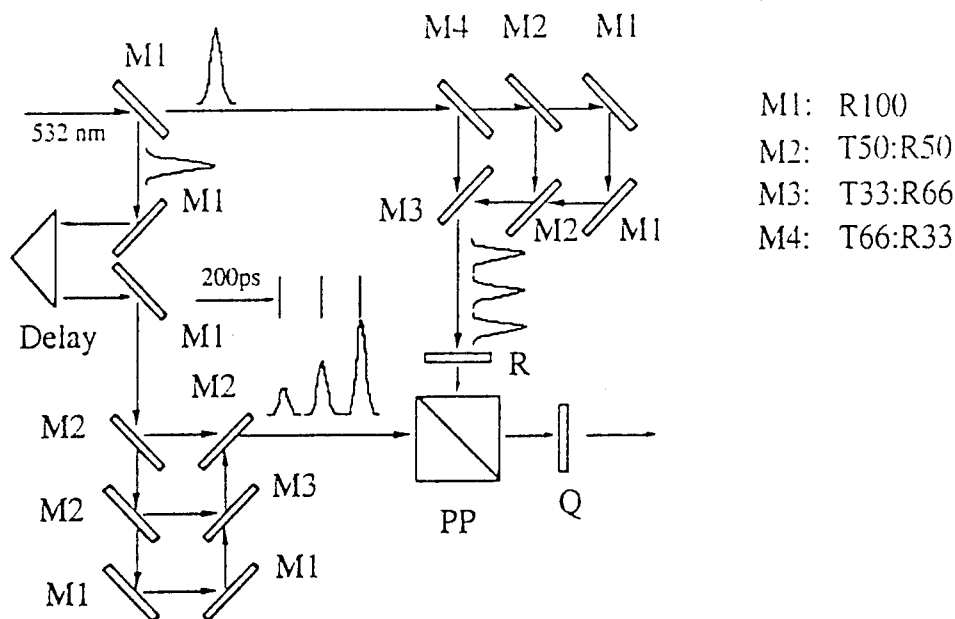 M1
M4
M2
M1
532 nm
M1
M3
M2
M1
200ps
Delay
M1
R
M2
M2
M2
M3
PP
Q
M1
M1
M1: R100
M2: T50:R50
M3: T33:R66
M4: T66:R33